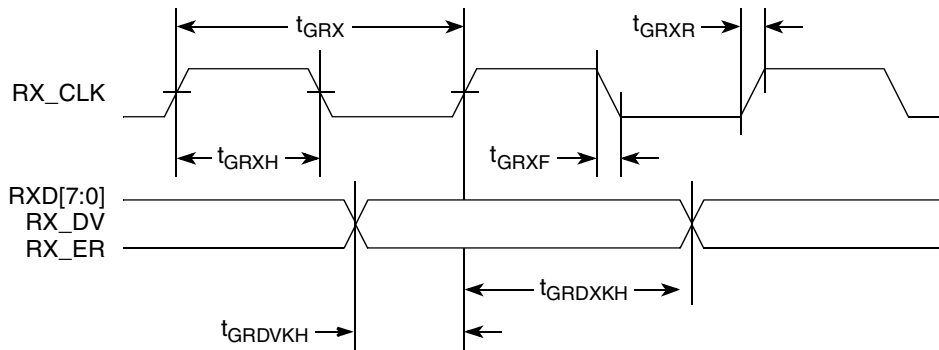 tGRX
tGRXR
RX_CLK
tGRXH
tGRXF
RXD[7:0]
RX_DV
RX_ER
tGRDXKH
tGRDVKH